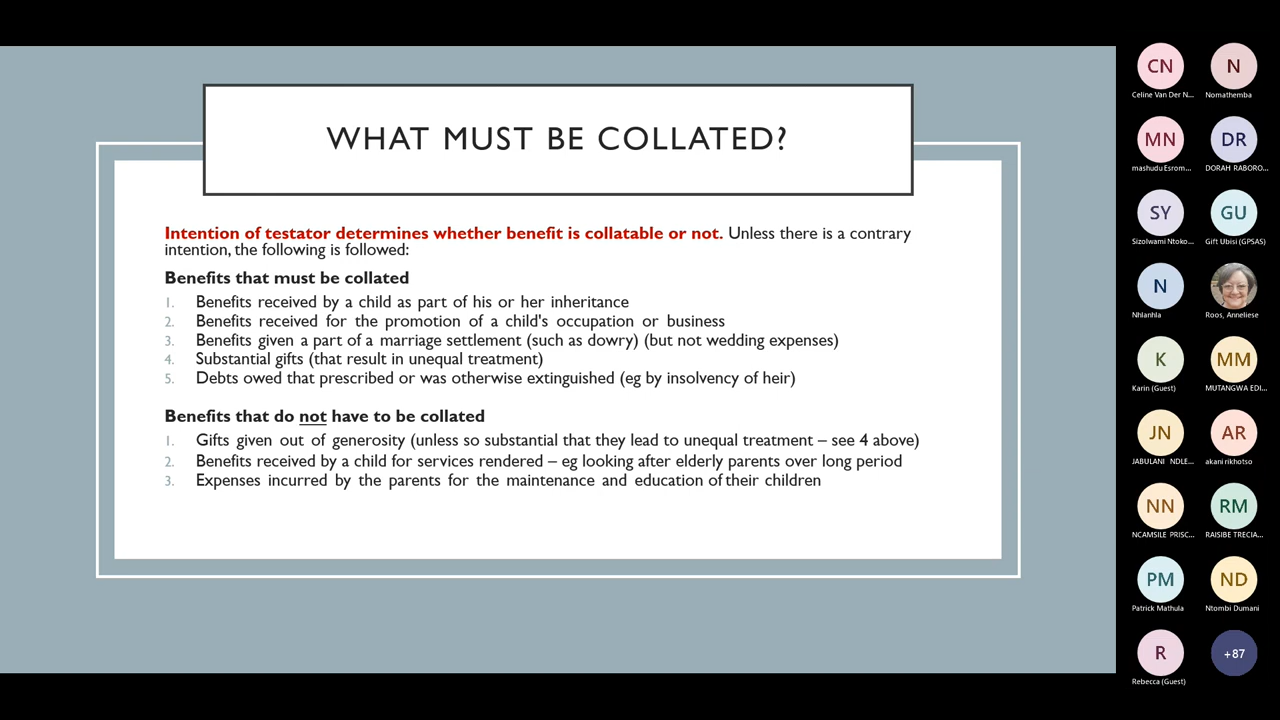 WHAT MUST BE COLLATED?
Intention of testator determines whether benefit is collatable or not. Unless there is a contrary
intention, the following is followed:
Benefits that must be collated
1. Benefits received by a child as part of his or her inheritance
2. Benefits received for the promotion of a child's occupation or business
3. Benefits given a part of a marriage settlement (such as dowry) (but not wedding expenses)
4. Substantial gifts (that result in unequal treatment)
5. Debts owed that prescribed or was otherwise extinguished (eg by insolvency of heir)
Benefits that do not have to be collated
1. Gifts given out of generosity (unless so substantial that they lead to unequal treatment – see 4 above)
2. Benefits received by a child for services rendered – eg looking after elderly parents over long period
3. Expenses incurred by the parents for the maintenance and education of their children
CN N
Celine Van Der N... Nomathemba
MN DR
mashudu Esrom... DORAH RABORO...
SY GU
Sizolwami Ntoko... Gift Ubisi (GPSAS)
N
Nhlanhla Roos, Anneliese
K MM
Karin (Guest) MUTANGWA EDI...
JN AR
JABULANI NDLE... akani rikhotso
NN RM
NCAMSILE PRISC... RAISIBE TRECIA...
PM ND
Patrick Mathula Ntombi Dumani
R +87
Rebecca (Guest)